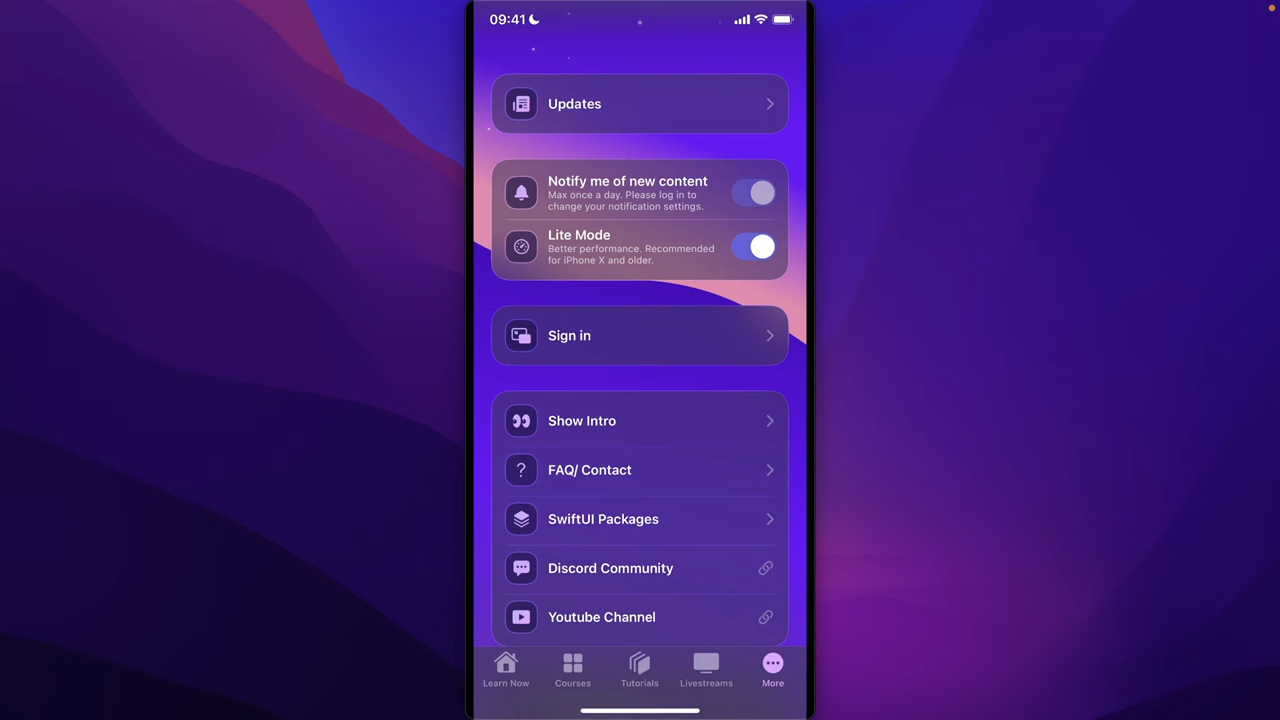 09:41
Updates
Notify me of new content
Max once a day. Please log in to
change your notification settings.
Lite Mode
Better performance. Recommended
for iPhone X and older.
Sign in
Show Intro
FAQ/ Contact
SwiftUI Packages
Discord Community
Youtube Channel
Learn Now
Courses
Tutorials
Livestreams
More